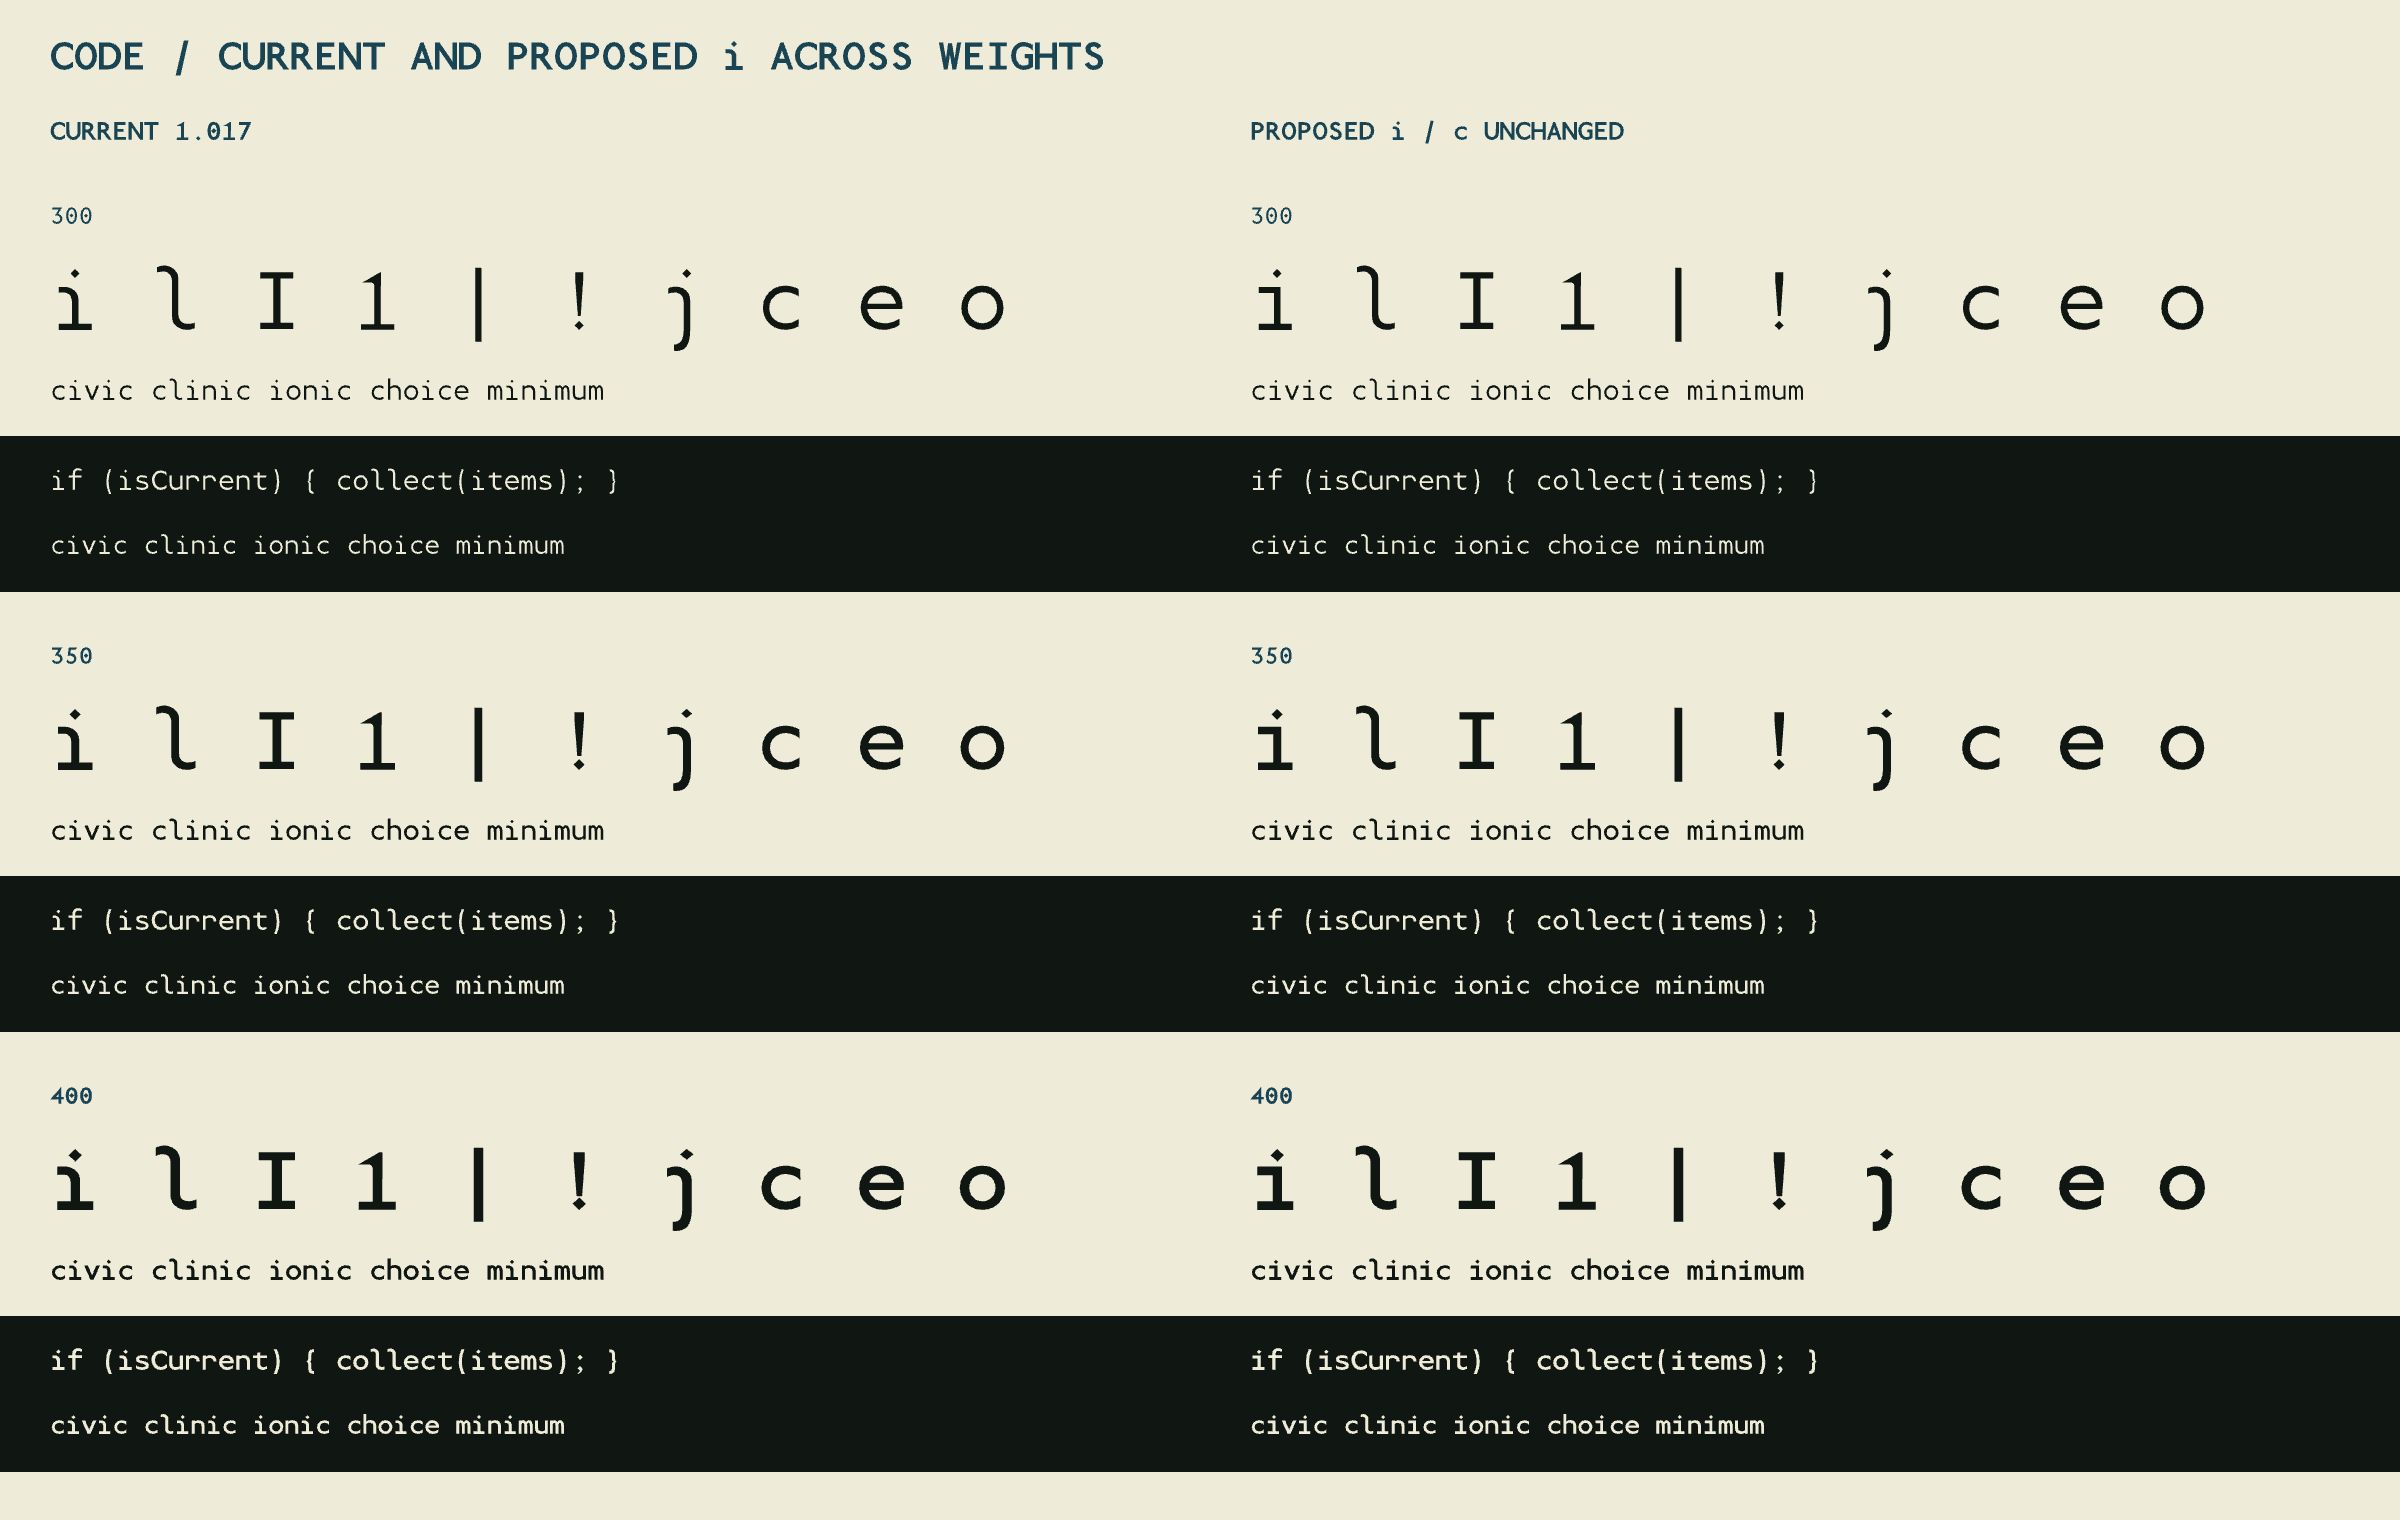 CODE / CURRENT AND PROPOSED i ACROSS WEIGHTS
CURRENT 1.017
PROPOSED i / c UNCHANGED
300
300
i l I 1 | ! j c e o
i l I 1 | ! j c e o
civic clinic ionic choice minimum
civic clinic ionic choice minimum
if (isCurrent) { collect(items); }
if (isCurrent) { collect(items); }
civic clinic ionic choice minimum
civic clinic ionic choice minimum
350
350
i l I 1 | ! j c e o
i l I 1 | ! j c e o
civic clinic ionic choice minimum
civic clinic ionic choice minimum
if (isCurrent) { collect(items); }
if (isCurrent) { collect(items); }
civic clinic ionic choice minimum
civic clinic ionic choice minimum
400
400
i l I 1 | ! j c e o
i l I 1 | ! j c e o
civic clinic ionic choice minimum
civic clinic ionic choice minimum
if (isCurrent) { collect(items); }
if (isCurrent) { collect(items); }
civic clinic ionic choice minimum
civic clinic ionic choice minimum